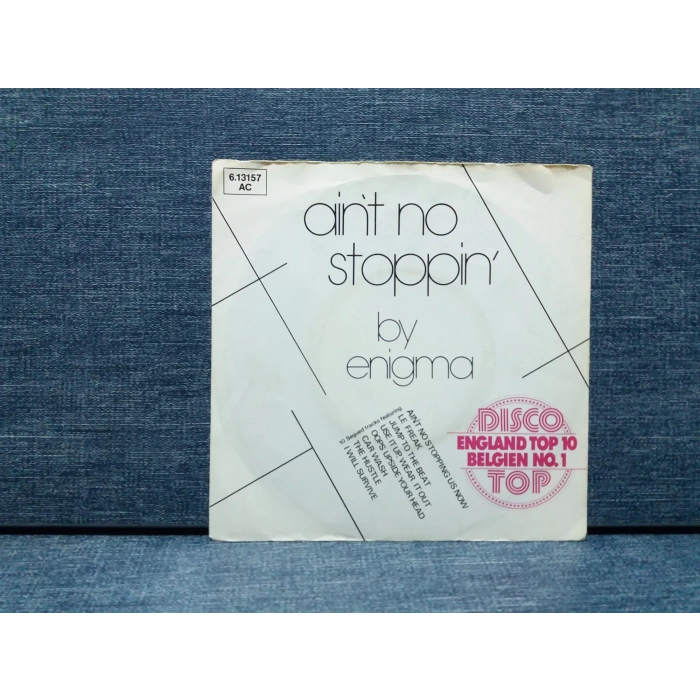 6.13157
AC
ain't no
stoppin'
by
enigma
10 Segued tracks featuring
AIN'T NO STOPPING US NOW
LE FREAK
JUMP TO THE BEAT
USE IT UP, WEAR IT OUT
OOPS UPSIDE YOUR HEAD
CAR WASH
THE HUSTLE
I WILL SURVIVE
DISCO
ENGLAND TOP 10
BELGIEN NO. 1
TOP